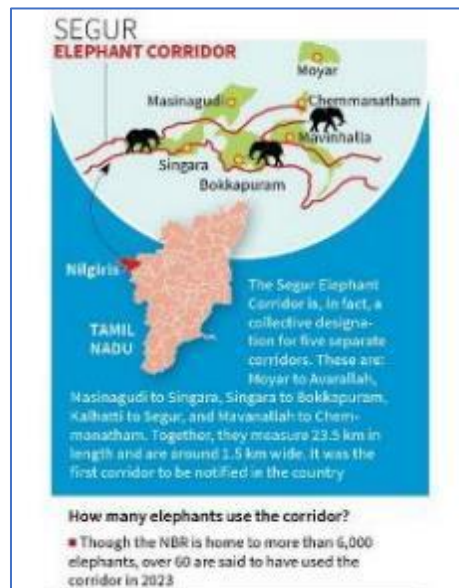 SEGUR
ELEPHANT CORRIDOR
Moyar
Masinagudi
Chemmanatham
Mavinhalla
Singara
Bokkapuram
Nilgiris
TAMIL
NADU
The Segur Elephant
Corridor is, in fact, a
collective designa-
tion for five separate
corridors. These are:
Moyar to Avarallah,
Masinagudi to Singara, Singara to Bokkapuram,
Kalhatti to Segur, and Mavanallah to Chem-
manatham. Together, they measure 23.5 km in
length and are around 1.5 km wide. It was the
first corridor to be notified in the country
How many elephants use the corridor?
■ Though the NBR is home to more than 6,000
elephants, over 60 are said to have used the
corridor in 2023